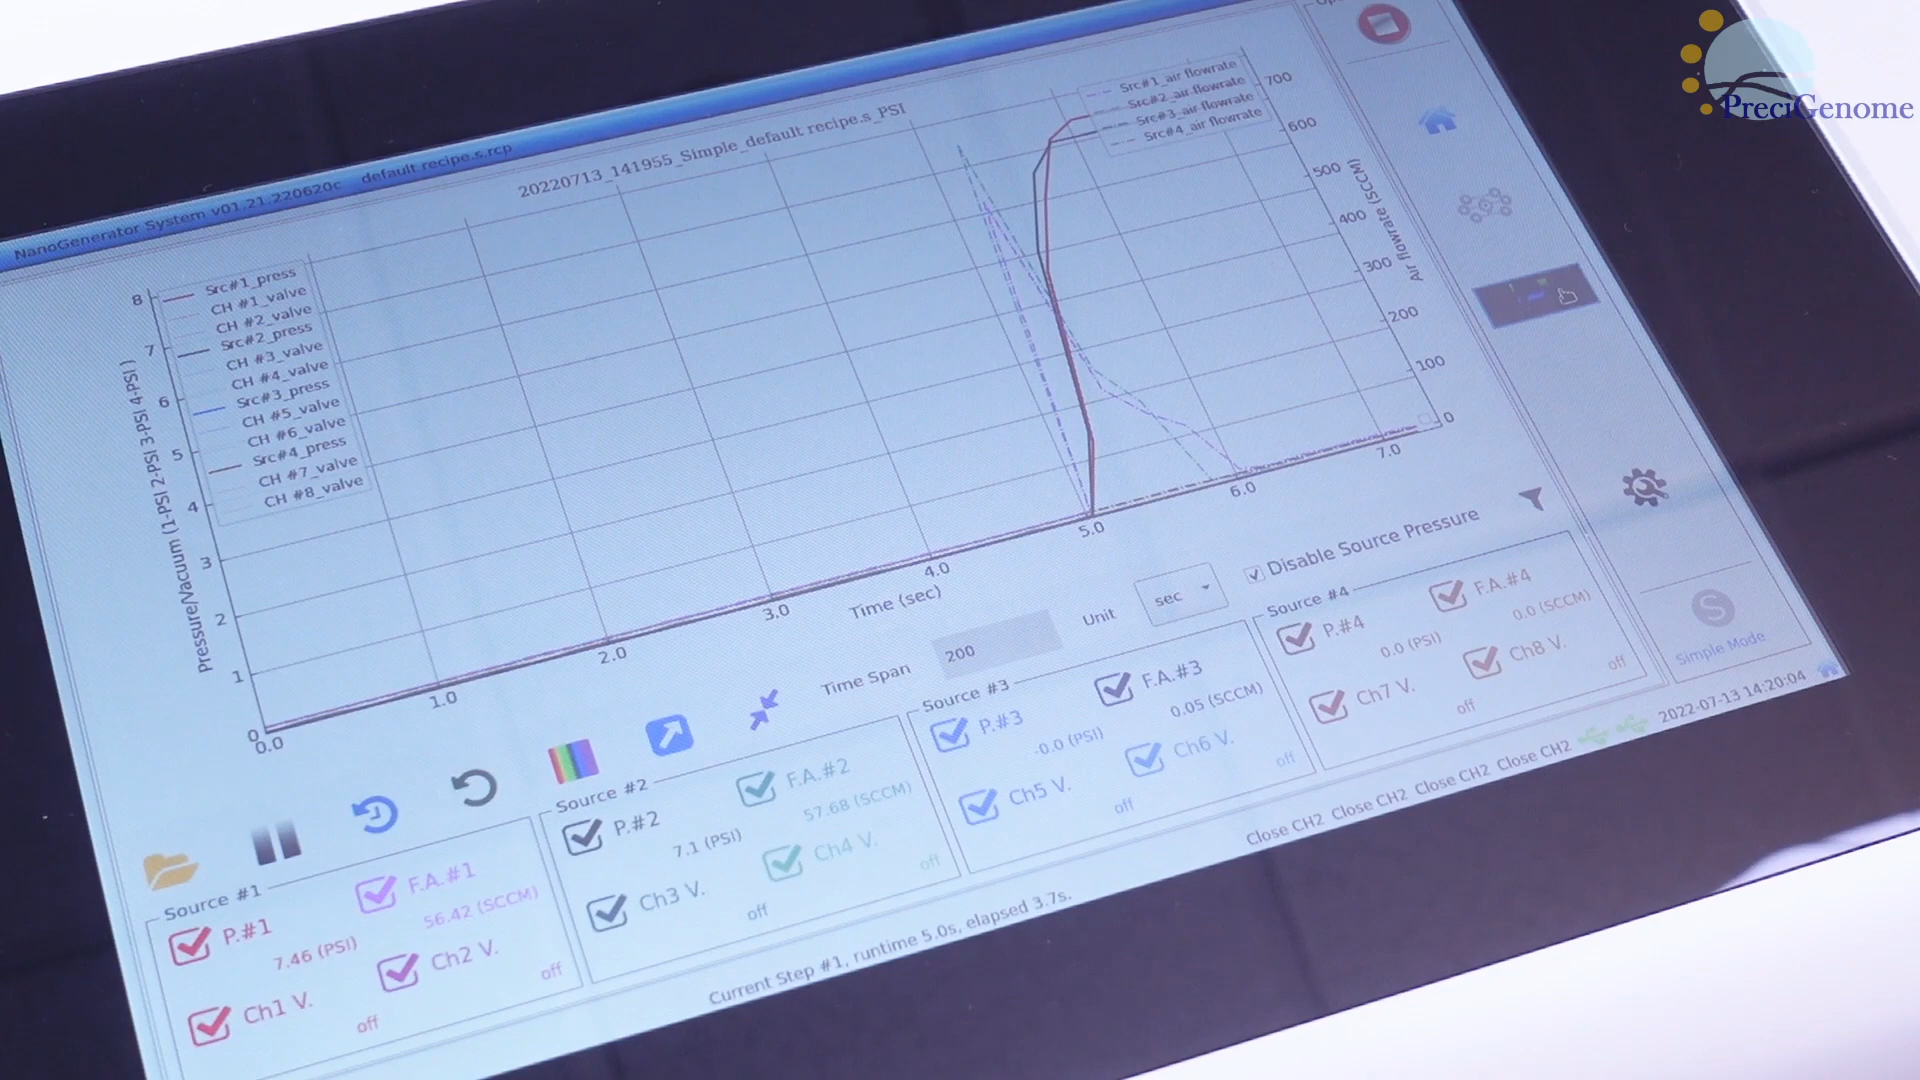 PreciGenome
NanoGenerator System v01.21.220620c default recipe.s.rcp
20220713_141955_Simple_default recipe.s_PSI
Src#1_air flowrate
Src#2_air flowrate
Src#3_air flowrate
Src#4_air flowrate
Src#1_press
CH #1_valve
CH #2_valve
Src#2_press
CH #3_valve
CH #4_valve
Src#3_press
CH #5_valve
CH #6_valve
Src#4_press
CH #7_valve
CH #8_valve
Pressure/Vacuum (1-PSI 2-PSI 3-PSI 4-PSI)
8
7
6
5
4
3
2
1
0
700
600
500
400
300
200
100
0
Air flowrate (SCCM)
0.0 1.0 2.0 3.0 4.0 5.0 6.0 7.0
Time (sec)
Time Span 200 Unit sec Disable Source Pressure
Source #1
P.#1 F.A.#1
7.46 (PSI) 56.42 (SCCM)
Ch1 V. Ch2 V.
off off
Source #2
P.#2 F.A.#2
7.1 (PSI) 57.68 (SCCM)
Ch3 V. Ch4 V.
off off
Source #3
P.#3 F.A.#3
-0.0 (PSI) 0.05 (SCCM)
Ch5 V. Ch6 V.
off off
Source #4
P.#4 F.A.#4
0.0 (PSI) 0.0 (SCCM)
Ch7 V. Ch8 V.
off off
S
Simple Mode
Current Step #1, runtime 5.0s, elapsed 3.7s.
Close CH2 Close CH2 Close CH2 Close CH2
2022-07-13 14:20:04